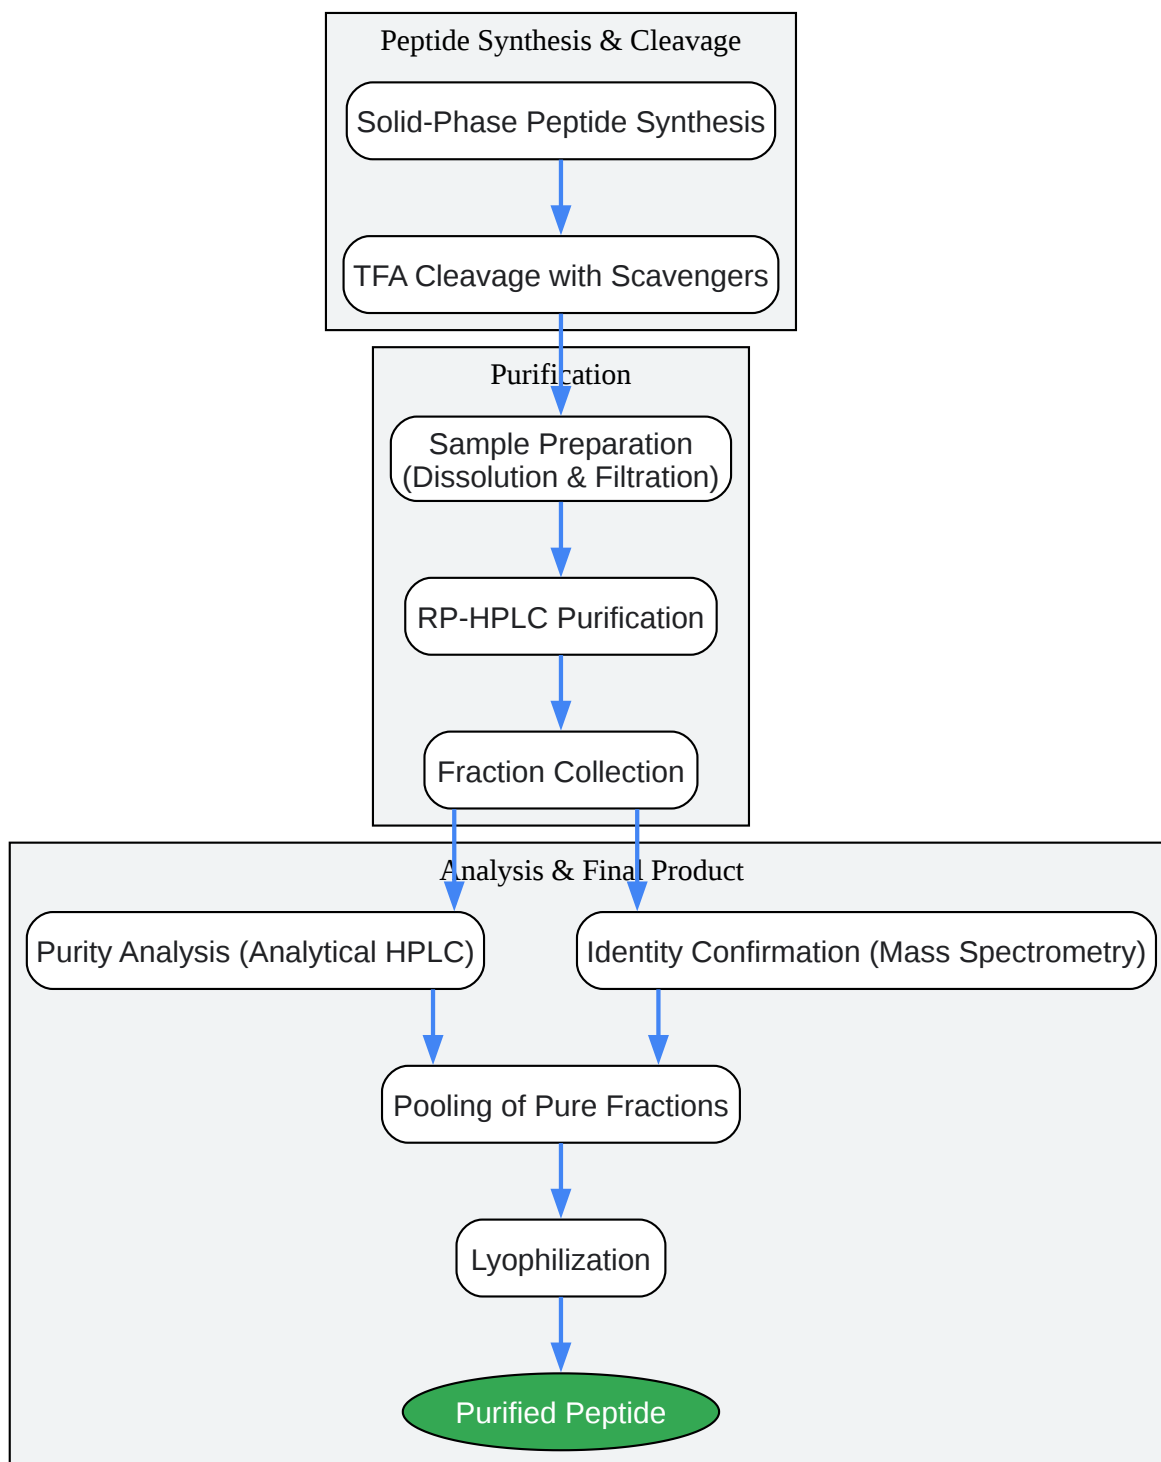 Peptide Synthesis & Cleavage
Solid-Phase Peptide Synthesis
TFA Cleavage with Scavengers
Purification
Sample Preparation
(Dissolution & Filtration)
RP-HPLC Purification
Fraction Collection
Analysis & Final Product
Purity Analysis (Analytical HPLC)
Identity Confirmation (Mass Spectrometry)
Pooling of Pure Fractions
Lyophilization
Purified Peptide